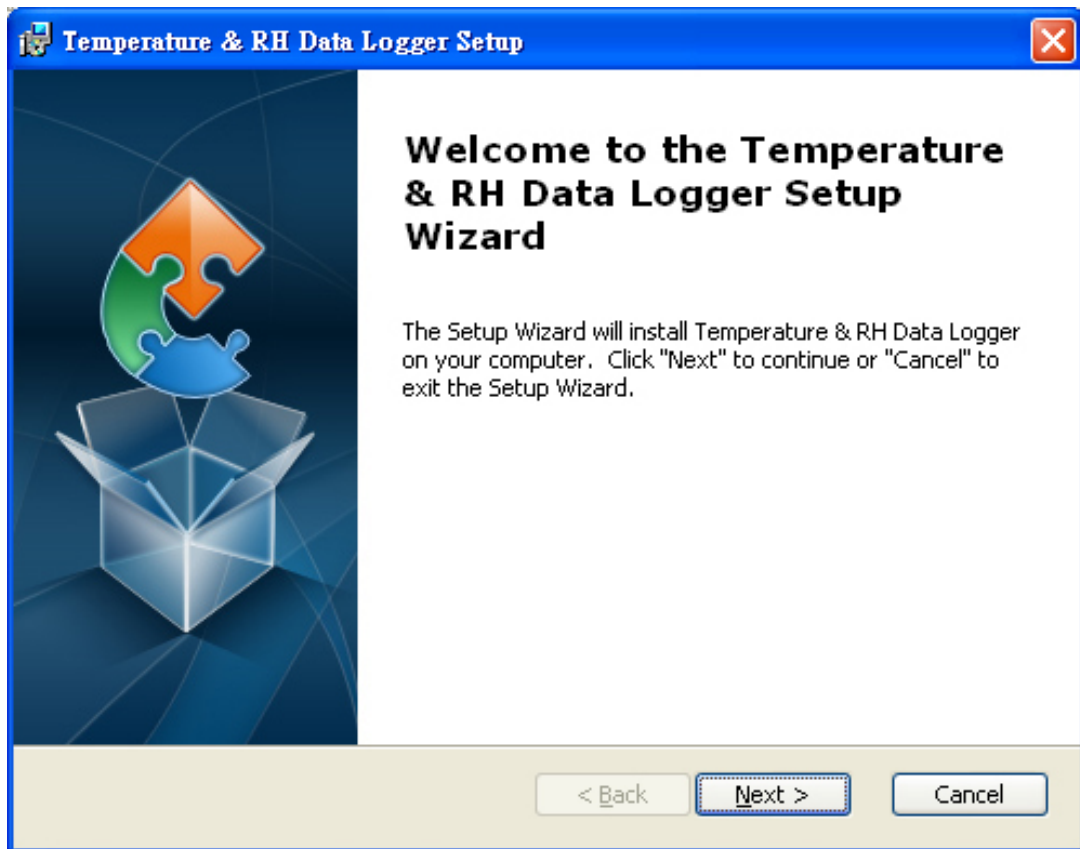 Temperature & RH Data Logger Setup
Welcome to the Temperature
& RH Data Logger Setup
Wizard
The Setup Wizard will install Temperature & RH Data Logger
on your computer.  Click "Next" to continue or "Cancel" to
exit the Setup Wizard.
< Back
Next >
Cancel